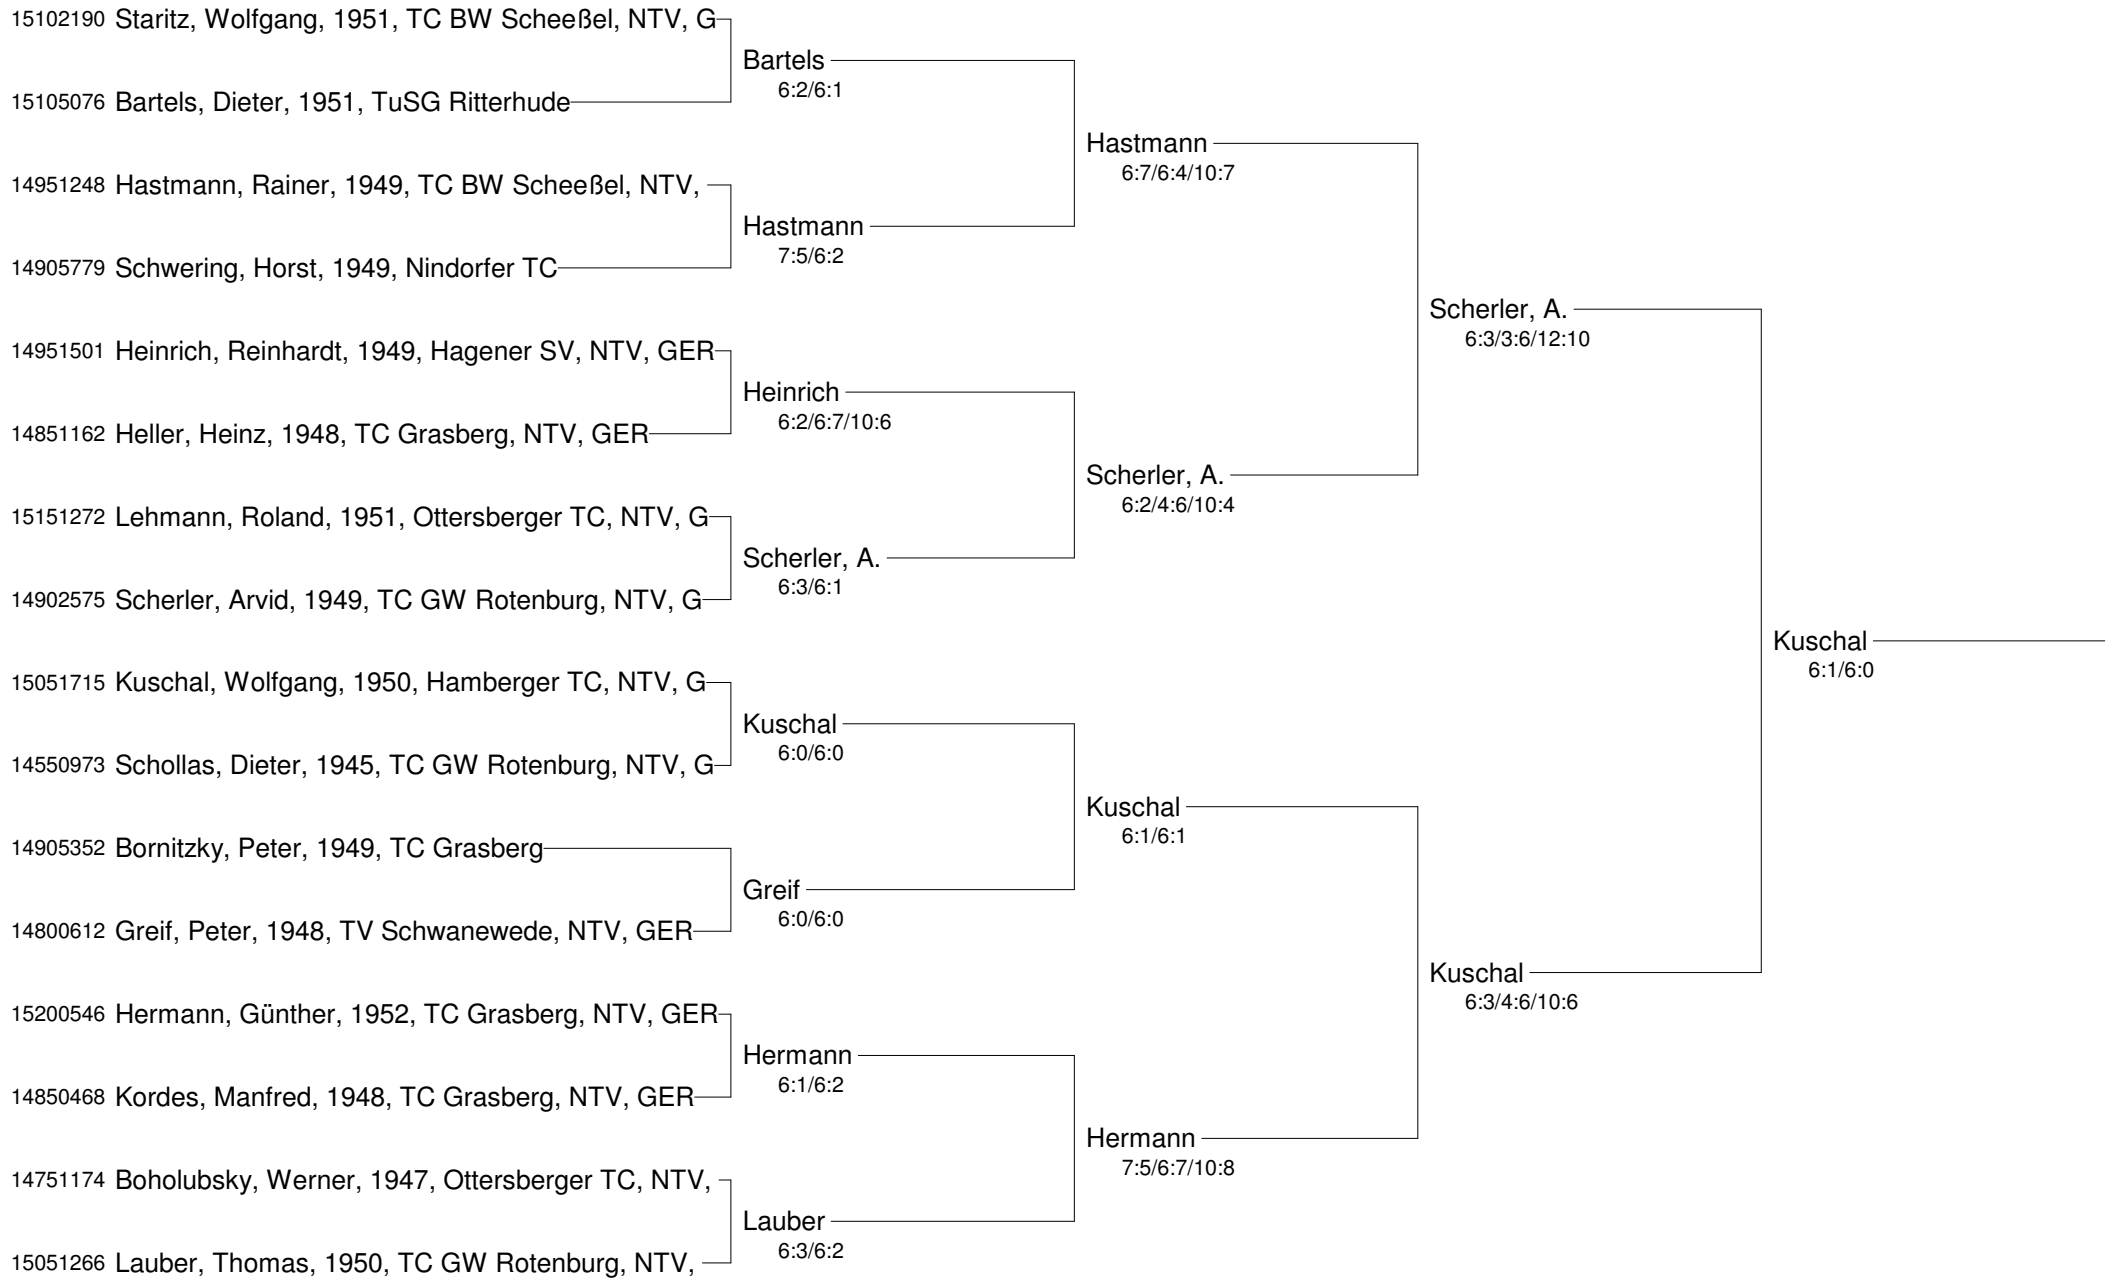 15102190 Staritz, Wolfgang, 1951, TC BW Scheeßel, NTV, G
Bartels
6:2/6:1
15105076 Bartels, Dieter, 1951, TuSG Ritterhude
Hastmann
6:7/6:4/10:7
14951248 Hastmann, Rainer, 1949, TC BW Scheeßel, NTV,
Hastmann
7:5/6:2
14905779 Schwering, Horst, 1949, Nindorfer TC
Scherler, A.
6:3/3:6/12:10
14951501 Heinrich, Reinhardt, 1949, Hagener SV, NTV, GER
Heinrich
6:2/6:7/10:6
14851162 Heller, Heinz, 1948, TC Grasberg, NTV, GER
Scherler, A.
6:2/4:6/10:4
15151272 Lehmann, Roland, 1951, Ottersberger TC, NTV, G
Scherler, A.
6:3/6:1
14902575 Scherler, Arvid, 1949, TC GW Rotenburg, NTV, G
Kuschal
6:1/6:0
15051715 Kuschal, Wolfgang, 1950, Hamberger TC, NTV, G
Kuschal
6:0/6:0
14550973 Schollas, Dieter, 1945, TC GW Rotenburg, NTV, G
Kuschal
6:1/6:1
14905352 Bornitzky, Peter, 1949, TC Grasberg
Greif
6:0/6:0
14800612 Greif, Peter, 1948, TV Schwanewede, NTV, GER
Kuschal
6:3/4:6/10:6
15200546 Hermann, Günther, 1952, TC Grasberg, NTV, GER
Hermann
6:1/6:2
14850468 Kordes, Manfred, 1948, TC Grasberg, NTV, GER
Hermann
7:5/6:7/10:8
14751174 Boholubsky, Werner, 1947, Ottersberger TC, NTV,
Lauber
6:3/6:2
15051266 Lauber, Thomas, 1950, TC GW Rotenburg, NTV,